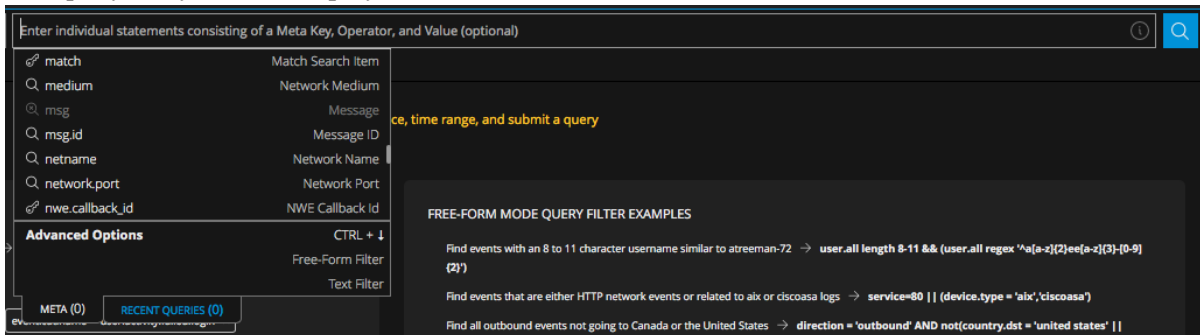 Enter individual statements consisting of a Meta Key, Operator, and Value (optional)
match Match Search Item
medium Network Medium
msg Message
msg.id Message ID
netname Network Name
network.port Network Port
nwe.callback_id NWE Callback Id
Advanced Options CTRL + ↓
Free-Form Filter
Text Filter
META (0) RECENT QUERIES (0)
ce, time range, and submit a query
FREE-FORM MODE QUERY FILTER EXAMPLES
Find events with an 8 to 11 character username similar to atreeman-72 → user.all length 8-11 && (user.all regex '^a[a-z]{2}ee[a-z]{3}-[0-9]
{2}')
Find events that are either HTTP network events or related to aix or ciscoasa logs → service=80 || (device.type = 'aix','ciscoasa')
Find all outbound events not going to Canada or the United States → direction = 'outbound' AND not(country.dst = 'united states' ||